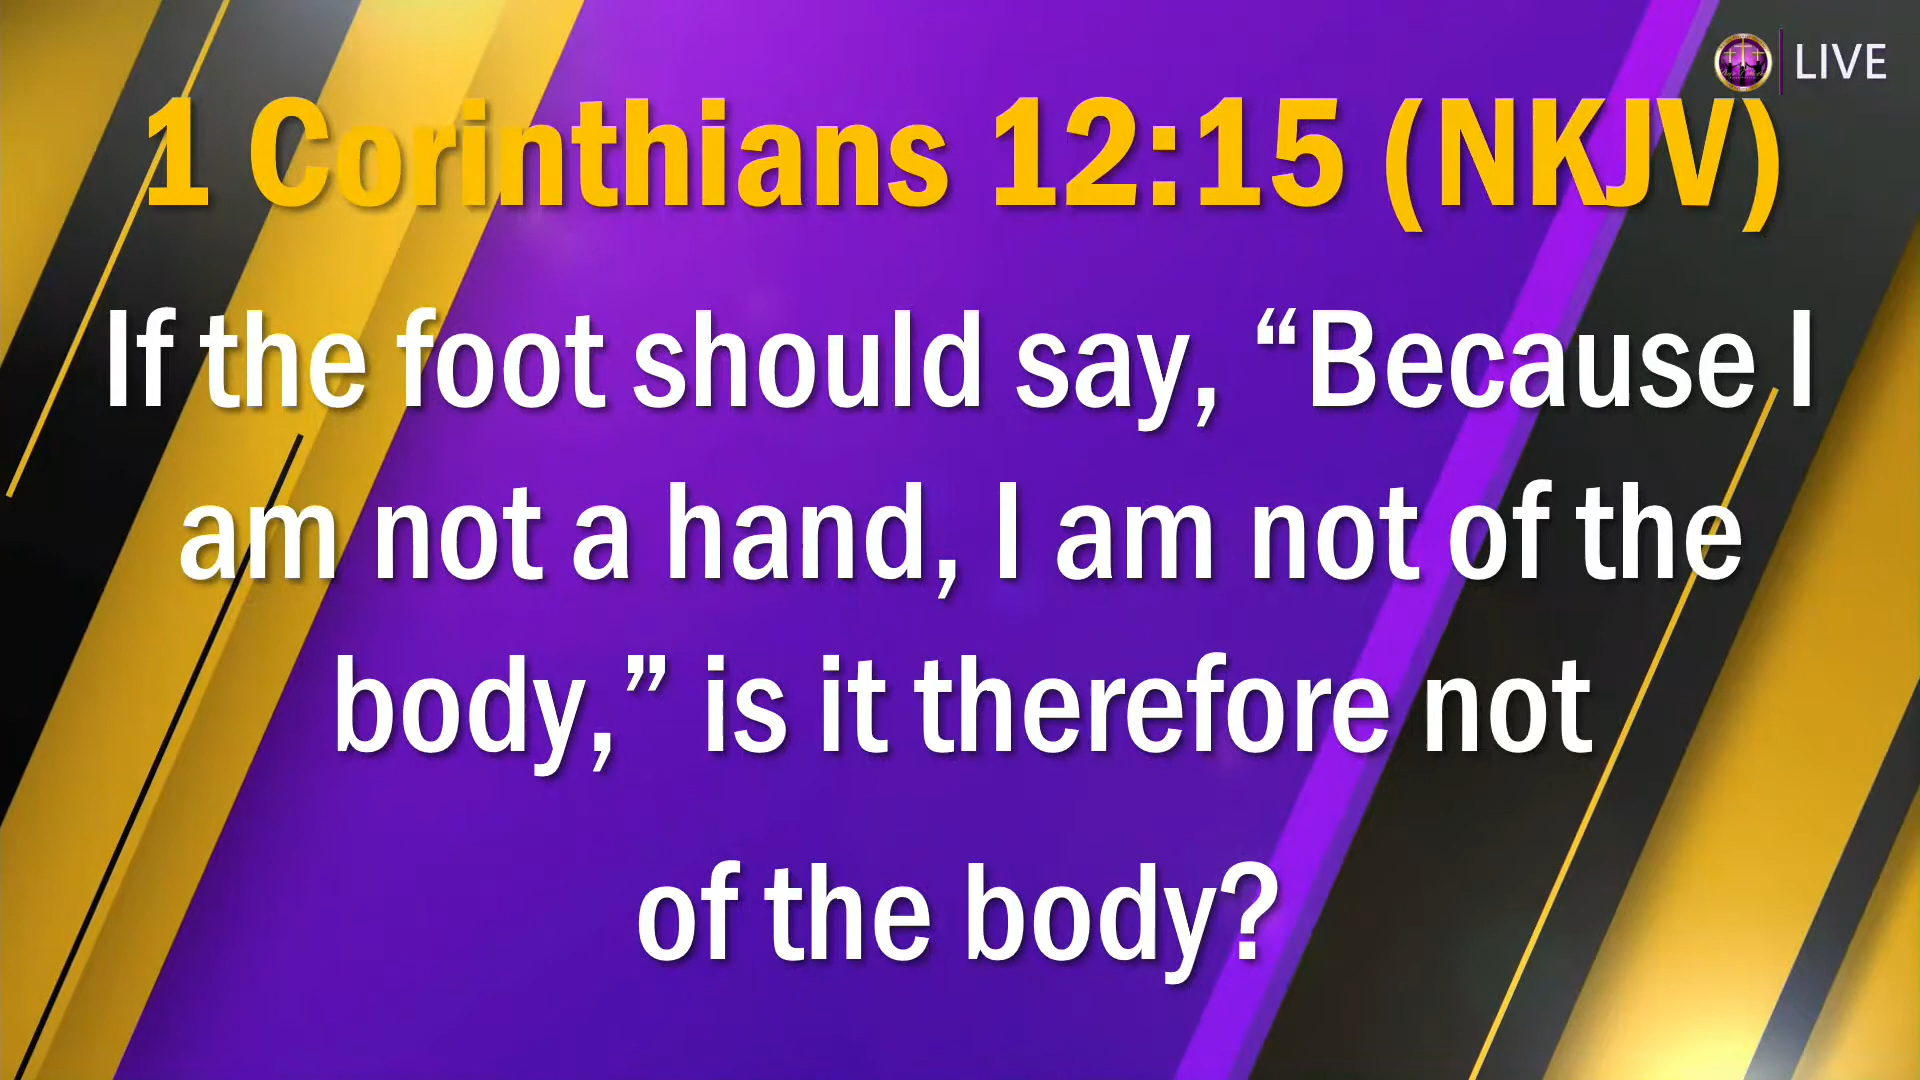 LIVE
1 Corinthians 12:15 (NKJV)
If the foot should say, “Because I
am not a hand, I am not of the
body,” is it therefore not
of the body?